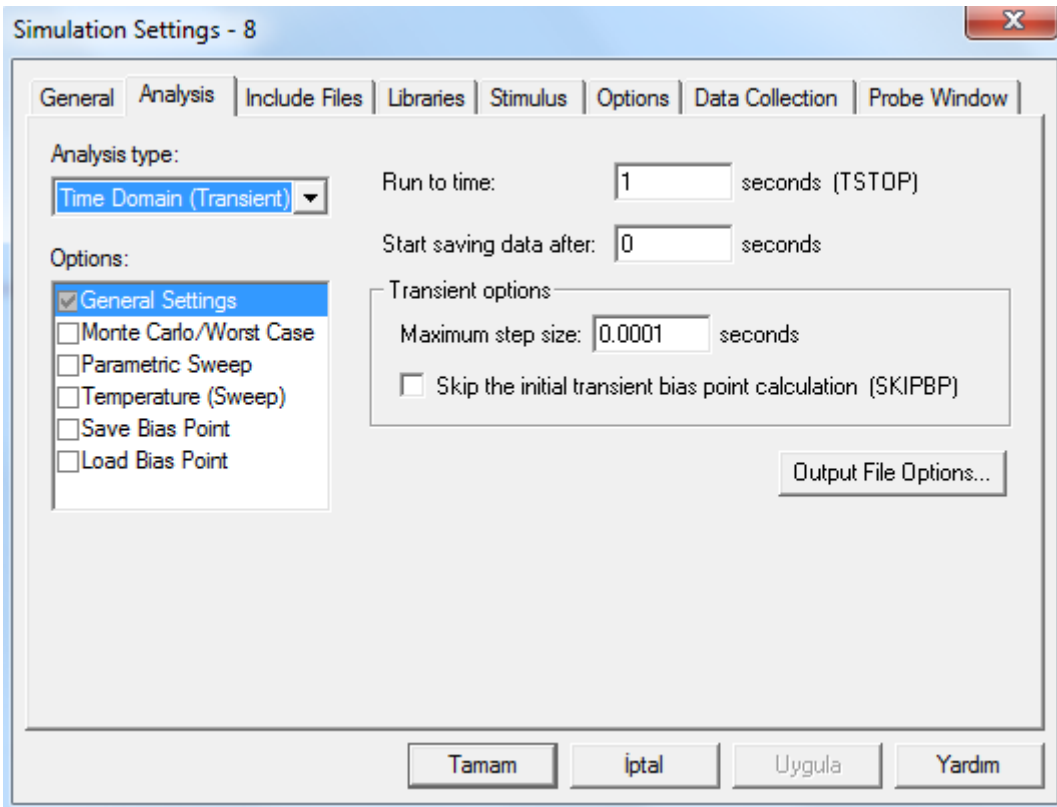 Simulation Settings - 8
General Analysis Include Files Libraries Stimulus Options Data Collection Probe Window
Analysis type:
Time Domain (Transient)
Run to time: 1 seconds (TSTOP)
Start saving data after: 0 seconds
Options:
General Settings
Monte Carlo/Worst Case
Parametric Sweep
Temperature (Sweep)
Save Bias Point
Load Bias Point
Transient options
Maximum step size: 0.0001 seconds
Skip the initial transient bias point calculation (SKIPBP)
Output File Options...
Tamam İptal Uygula Yardım